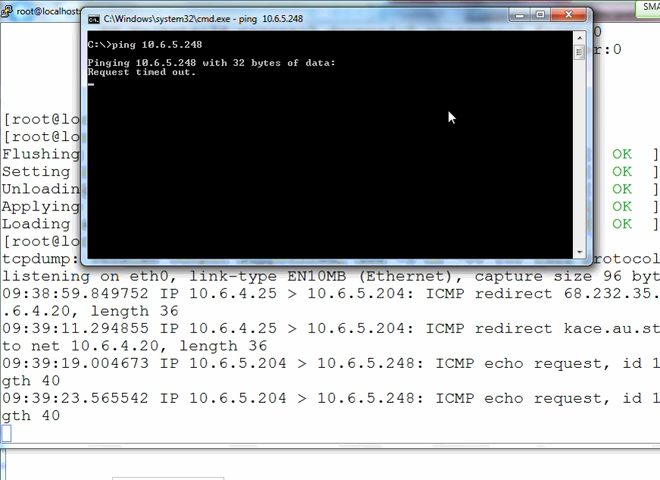 root@localhost:
C:\Windows\system32\cmd.exe - ping 10.6.5.248
SMA
C:\>ping 10.6.5.248
Pinging 10.6.5.248 with 32 bytes of data:
Request timed out.
0
r:0
[root@lo
[root@lo
Flushing OK ]
Setting OK ]
Unloadin OK ]
Applying OK ]
Loading OK ]
[root@lo
tcpdump: protocol
listening on eth0, link-type EN10MB (Ethernet), capture size 96 byt
09:38:59.849752 IP 10.6.4.25 > 10.6.5.204: ICMP redirect 68.232.35.
.6.4.20, length 36
09:39:11.294855 IP 10.6.4.25 > 10.6.5.204: ICMP redirect kace.au.st
to net 10.6.4.20, length 36
09:39:19.004673 IP 10.6.5.204 > 10.6.5.248: ICMP echo request, id 1
gth 40
09:39:23.565542 IP 10.6.5.204 > 10.6.5.248: ICMP echo request, id 1
gth 40